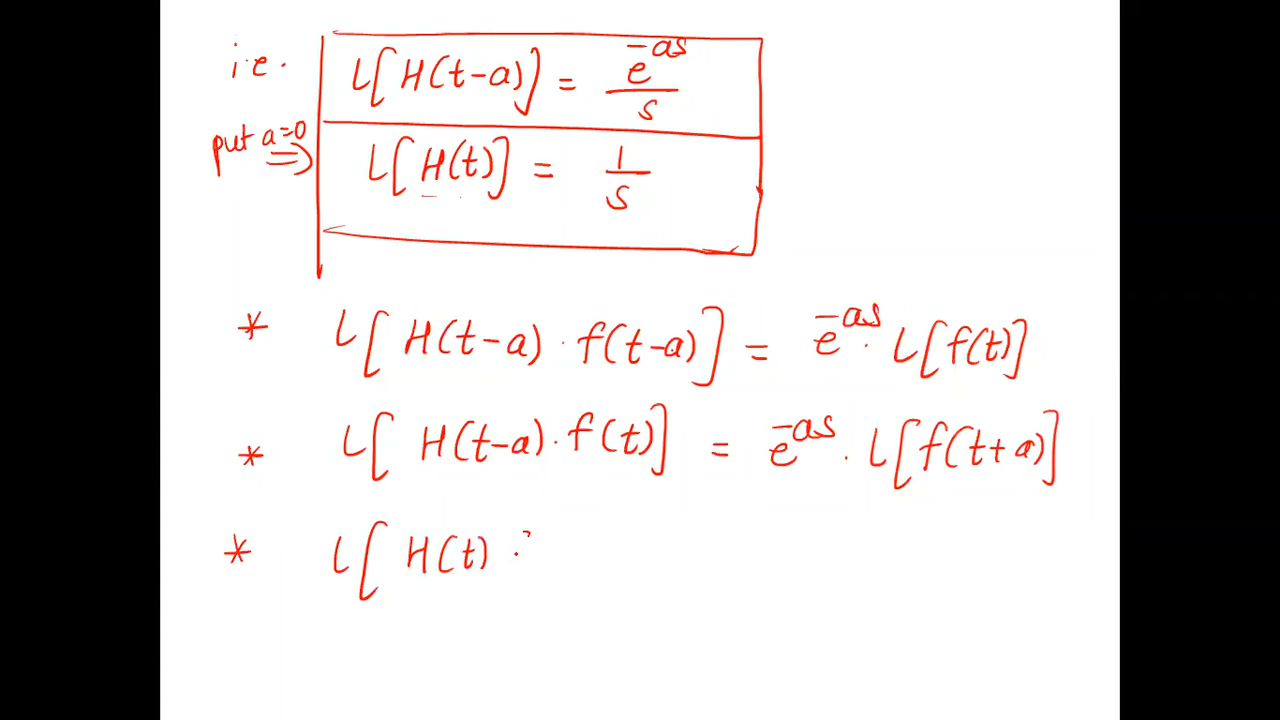 i.e. L[H(t-a)] = e^-as / s
put a=0 ⇒ L[H(t)] = 1/s
* L[H(t-a) . f(t-a)] = e^-as . L[f(t)]
* L[H(t-a) . f(t)] = e^-as . L[f(t+a)]
* L[ H(t) .